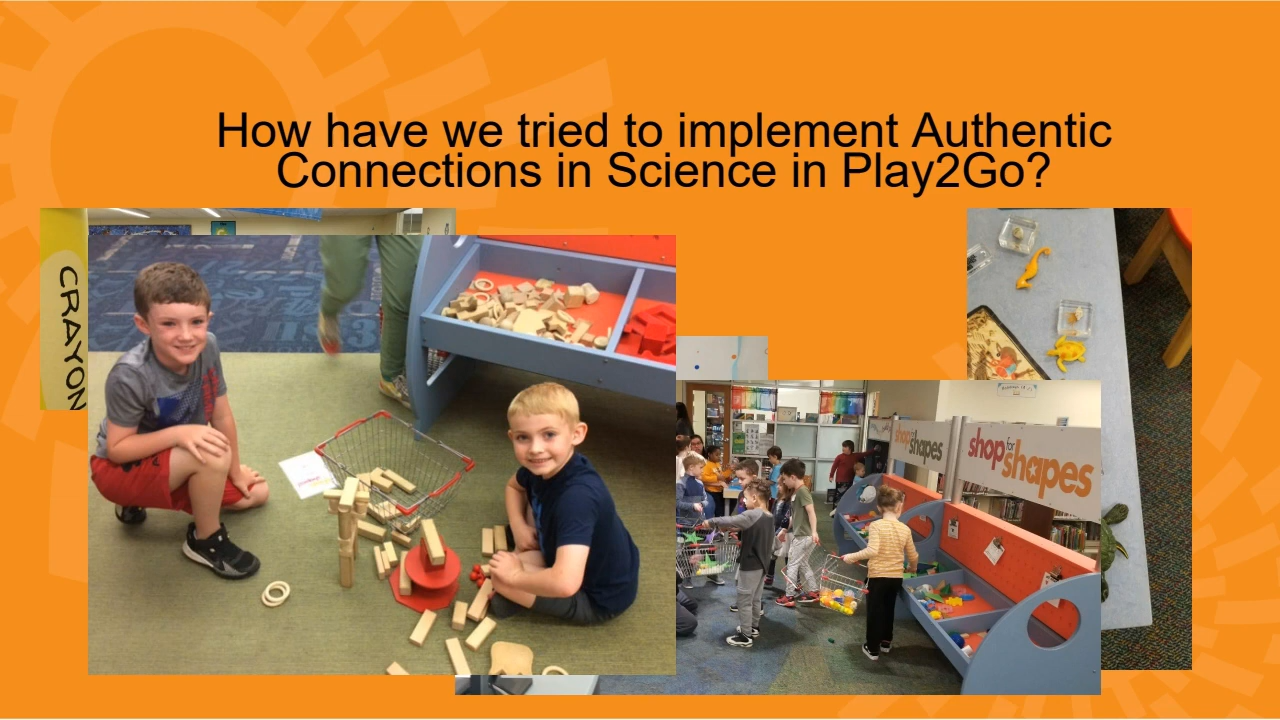 How have we tried to implement Authentic
Connections in Science in Play2Go?
CRAYON
shop for shapes
shop for shapes